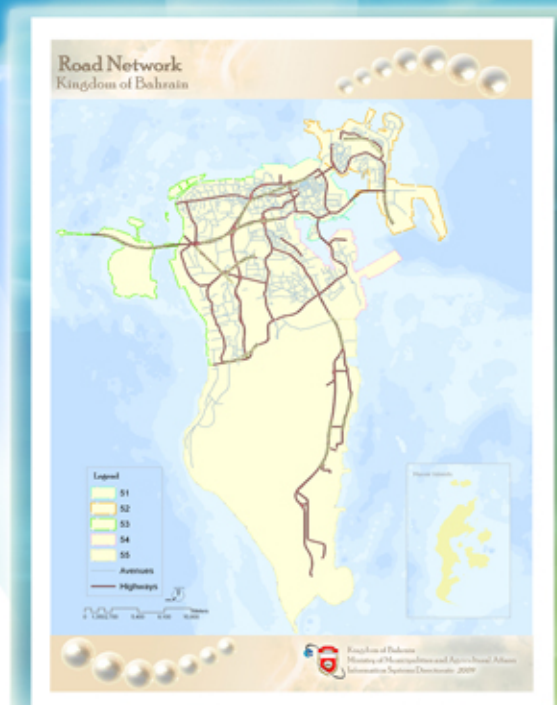 Road Network
Kingdom of Bahrain
Legend
51
52
53
54
55
Avenues
Highways
Meters
Kingdom of Bahrain
Ministry of Municipalities and Agricultural Affairs
Information Systems Directorate 2009